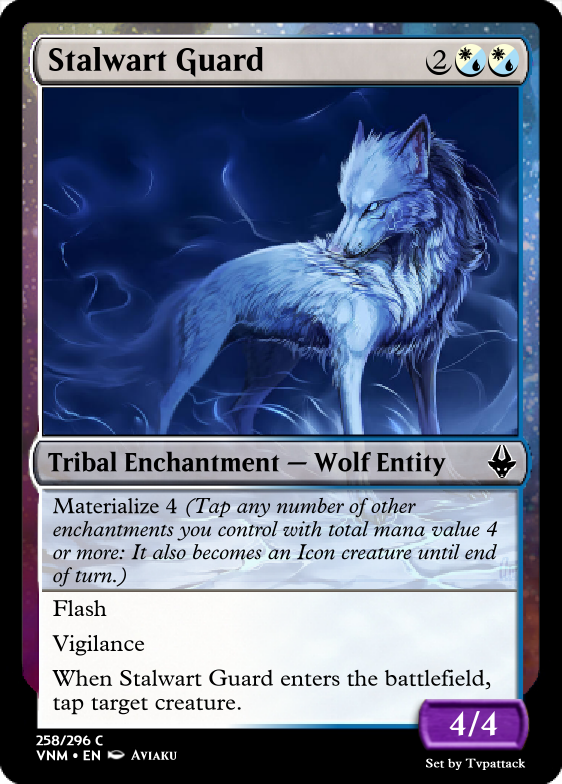 Stalwart Guard
2
Tribal Enchantment — Wolf Entity
Materialize 4 (Tap any number of other
enchantments you control with total mana value 4
or more: It also becomes an Icon creature until end
of turn.)
Flash
Vigilance
When Stalwart Guard enters the battlefield,
tap target creature.
4/4
258/296 C
VNM • EN Aviaku
Set by Tvpattack